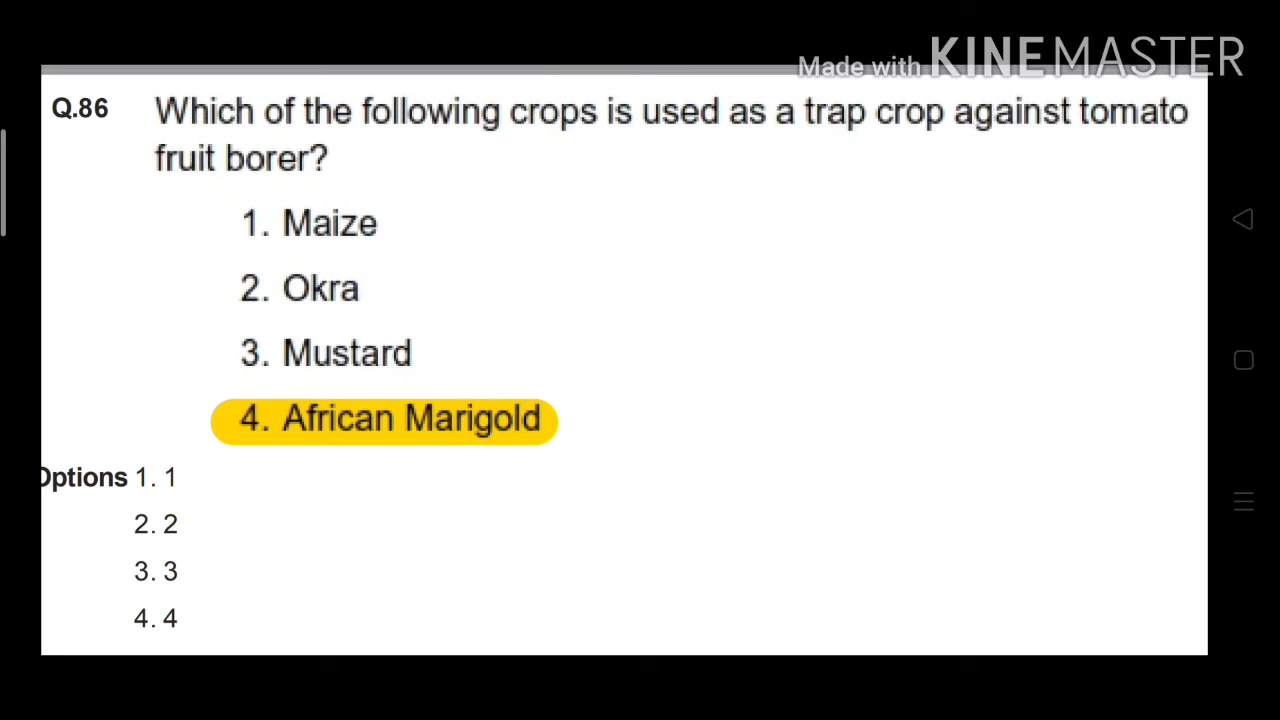 Made with KINEMASTER
Q.86 Which of the following crops is used as a trap crop against tomato
fruit borer?
1. Maize
2. Okra
3. Mustard
4. African Marigold
Options 1. 1
2. 2
3. 3
4. 4